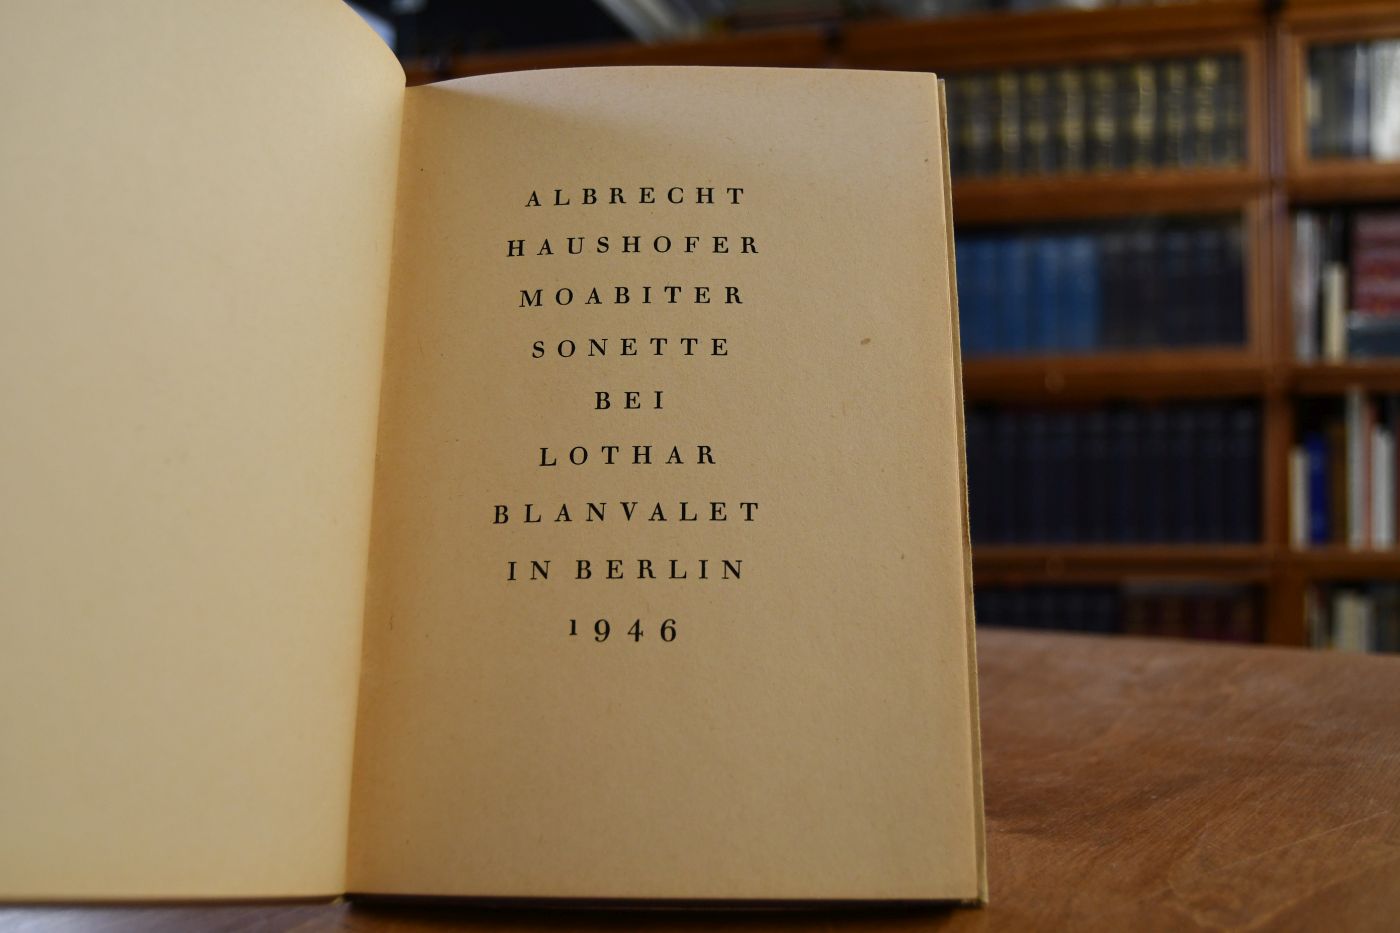 ALBRECHT
HAUSHOFER
MOABITER
SONETTE
BEI
LOTHAR
BLANVALET
IN BERLIN
1946